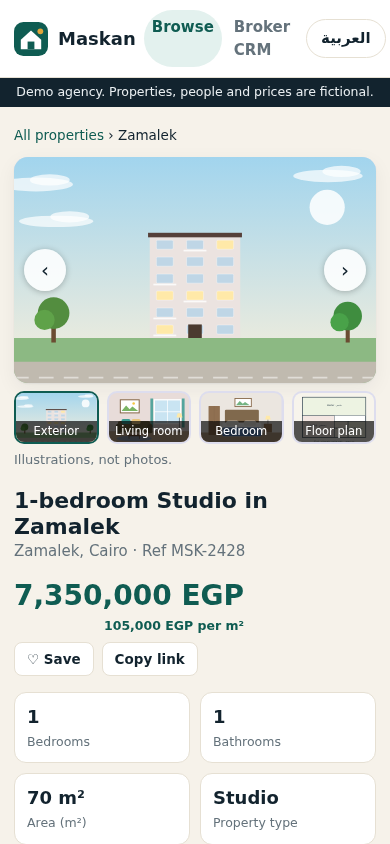 Maskan
Browse
Broker
CRM
العربية
Demo agency. Properties, people and prices are fictional.
All properties › Zamalek
‹
›
Exterior
Living room
Bedroom
Floor plan
Illustrations, not photos.
1-bedroom Studio in
Zamalek
Zamalek, Cairo · Ref MSK-2428
7,350,000 EGP
105,000 EGP per m²
♡ Save
Copy link
1
Bedrooms
1
Bathrooms
70 m²
Area (m²)
Studio
Property type